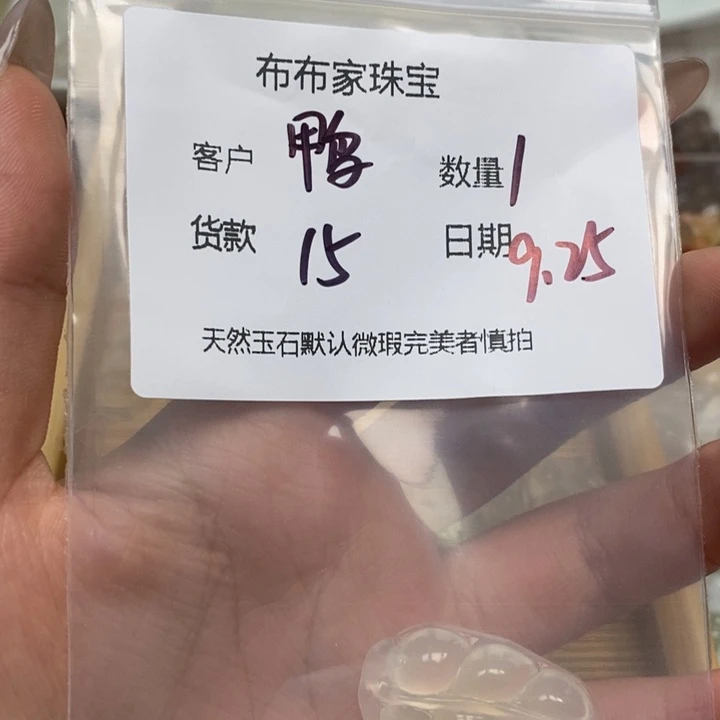 布布家珠宝
客户 鸭 数量 1
货款 15 日期 9.25
天然玉石默认微瑕完美者慎拍